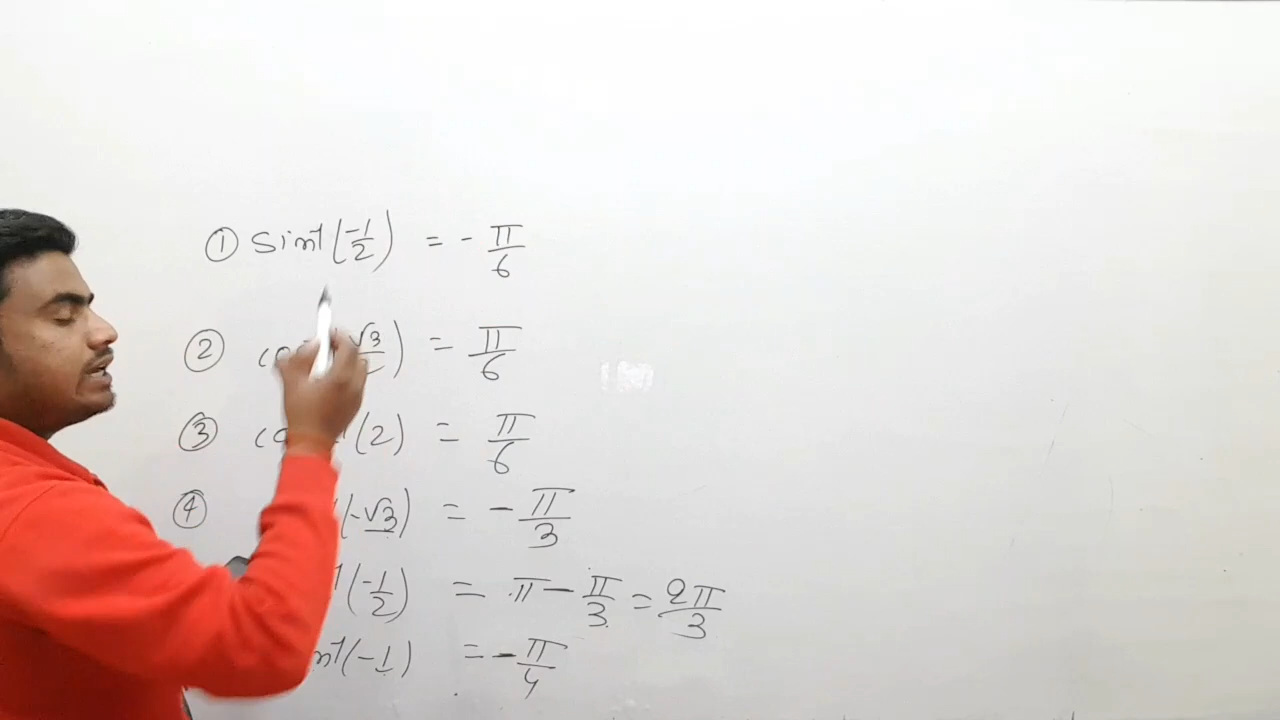 ① sin⁻¹(-1/2) = - π/6
② √3 = π/6
③ (2) = π/6
④ (-√3) = - π/3
(-1/2) = π - π/3 = 2π/3
(-1) = - π/4